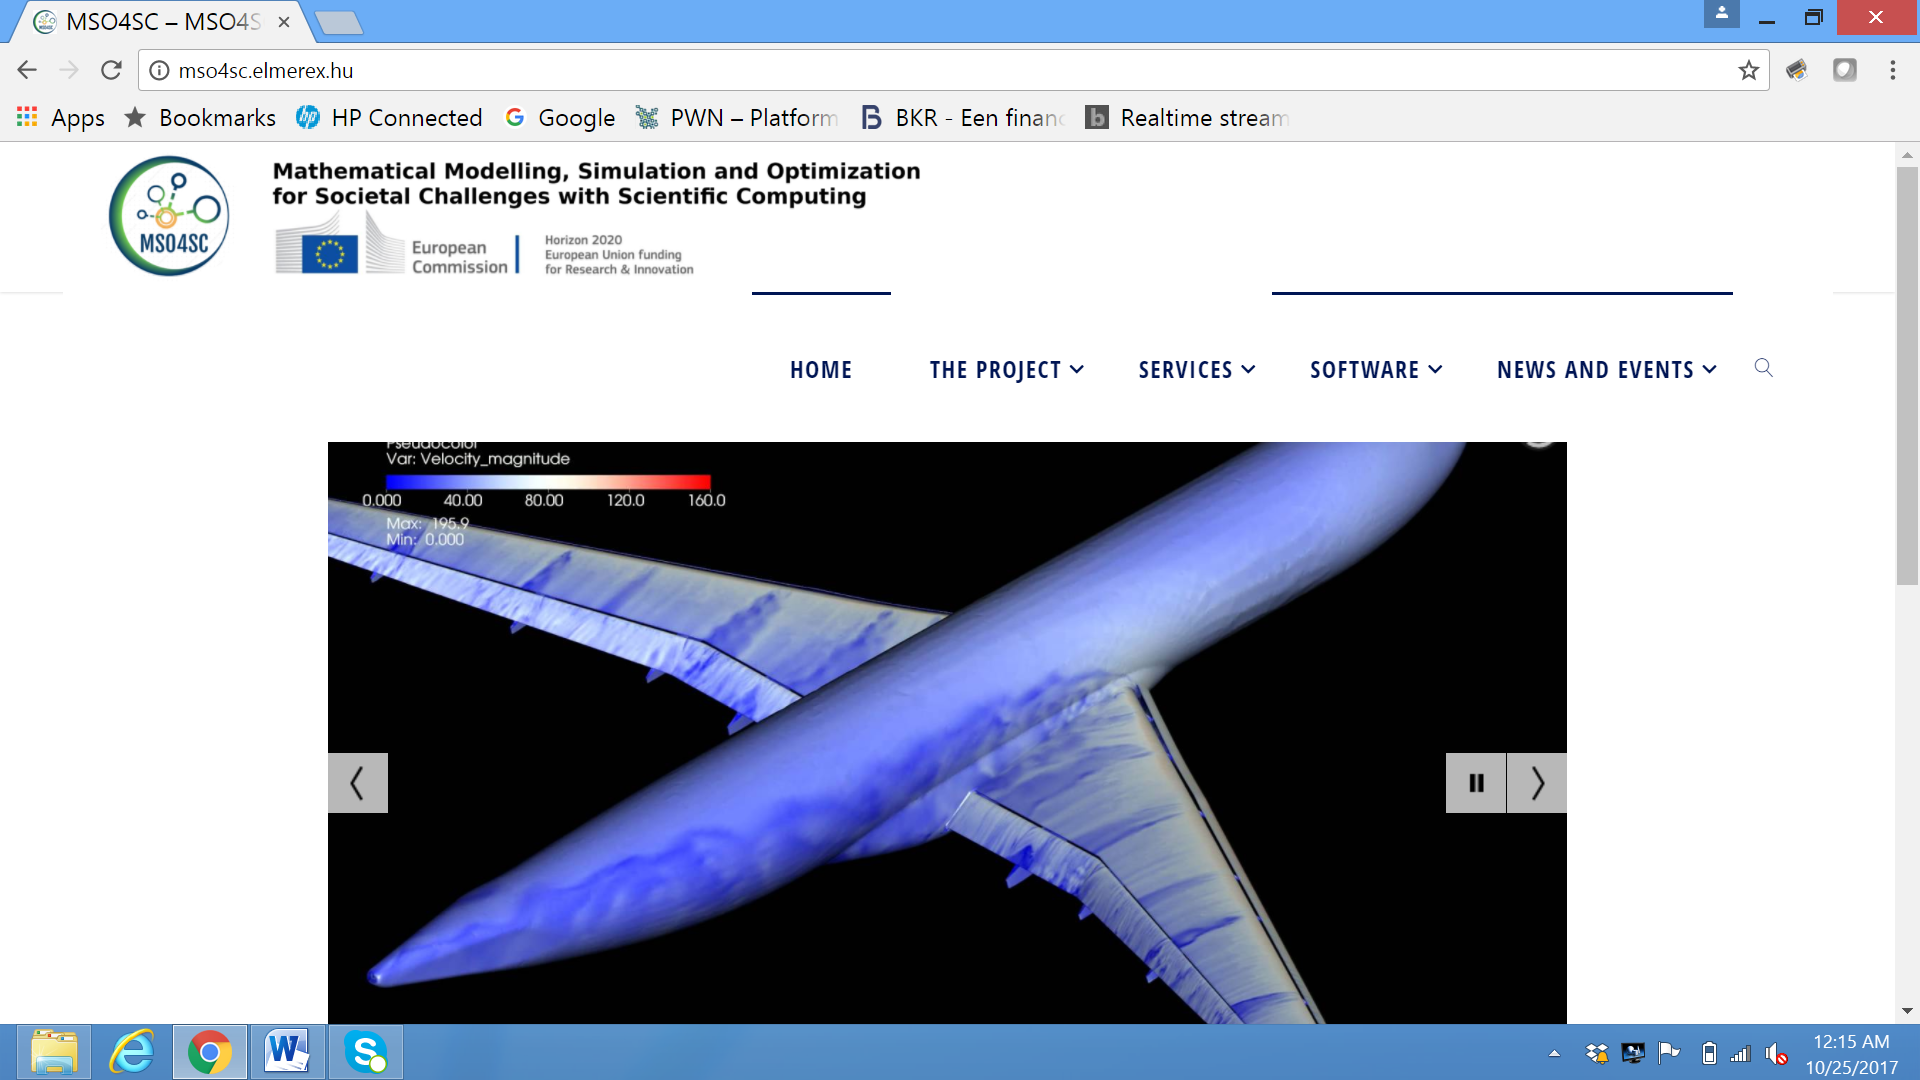 MSO4SC – MSO4S
mso4sc.elmerex.hu
Apps
Bookmarks
HP Connected
Google
PWN – Platform
BKR - Een finan
Realtime stream
MSO4SC
Mathematical Modelling, Simulation and Optimization
for Societal Challenges with Scientific Computing
European
Commission
Horizon 2020
European Union funding
for Research & Innovation
HOME
THE PROJECT
SERVICES
SOFTWARE
NEWS AND EVENTS
Pseudocolor
Var: Velocity_magnitude
0.000 40.00 80.00 120.0 160.0
Max: 195.9
Min: 0.000
12:15 AM
10/25/2017